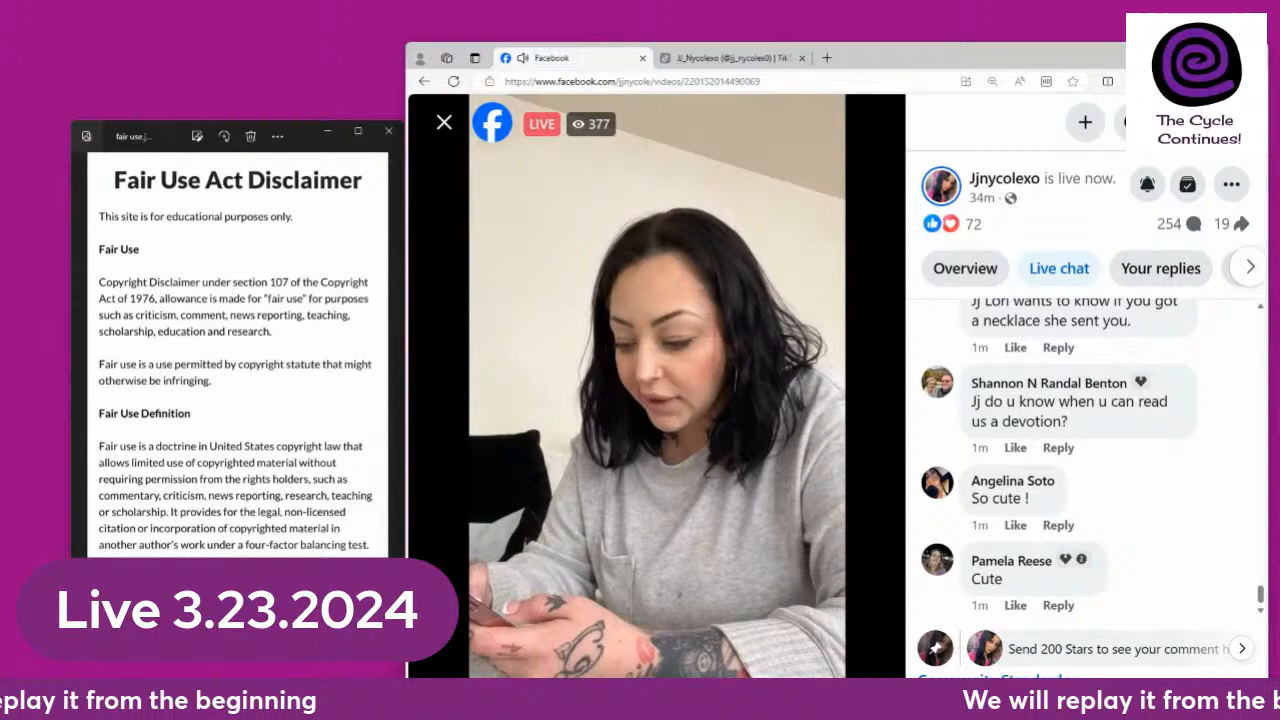 fair use.j...
Fair Use Act Disclaimer
This site is for educational purposes only.
Fair Use
Copyright Disclaimer under section 107 of the Copyright
Act of 1976, allowance is made for "fair use" for purposes
such as criticism, comment, news reporting, teaching,
scholarship, education and research.
Fair use is a use permitted by copyright statute that might
otherwise be infringing.
Fair Use Definition
Fair use is a doctrine in United States copyright law that
allows limited use of copyrighted material without
requiring permission from the rights holders, such as
commentary, criticism, news reporting, research, teaching
or scholarship. It provides for the legal, non-licensed
citation or incorporation of copyrighted material in
another author's work under a four-factor balancing test.
Live 3.23.2024
Facebook
JJ_Nycolexo (@jj_nycolex0) | Tik
https://www.facebook.com/jjnycole/videos/220152014490069
LIVE
377
The Cycle
Continues!
Jjnycolexo is live now.
34m
72
254
19
Overview
Live chat
Your replies
Jj Lori wants to know if you got
a necklace she sent you.
1m Like Reply
Shannon N Randal Benton
Jj do u know when u can read
us a devotion?
1m Like Reply
Angelina Soto
So cute !
1m Like Reply
Pamela Reese
Cute
1m Like Reply
Send 200 Stars to see your comment h
Community Standards
eplay it from the beginning
We will replay it from the b